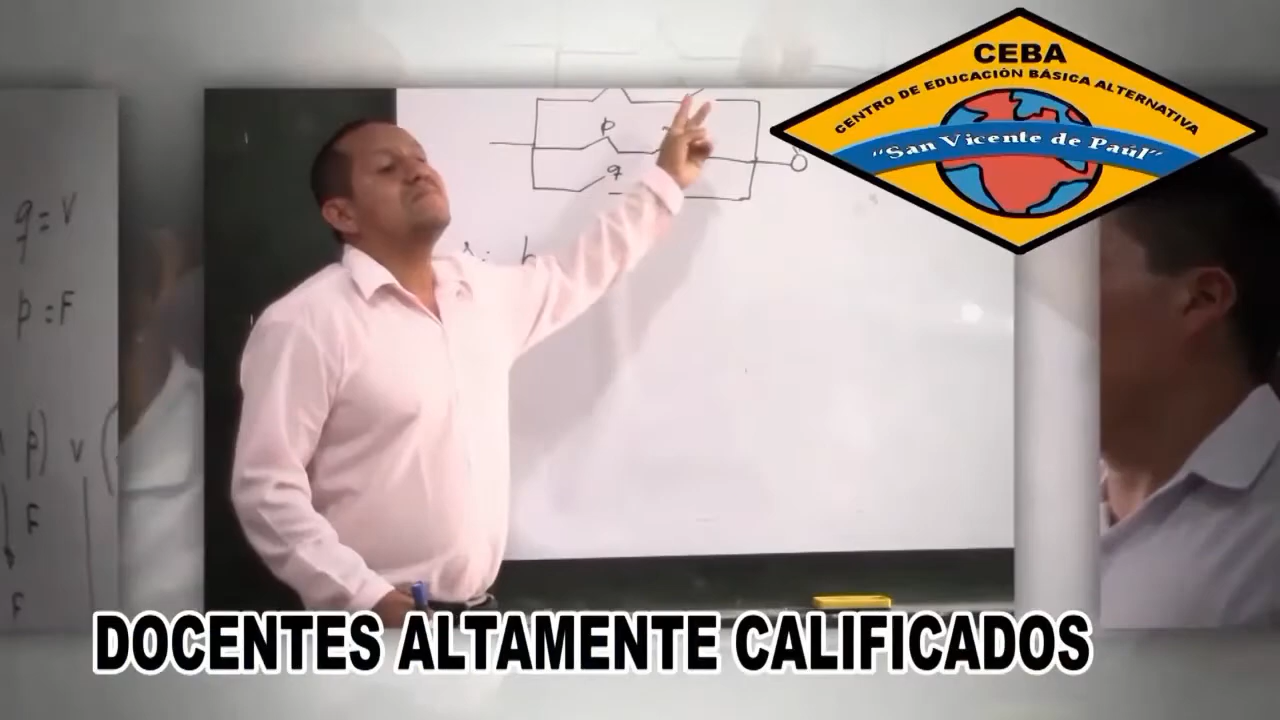 CEBA
CENTRO DE EDUCACIÓN BÁSICA ALTERNATIVA
"San Vicente de Paúl"
p
q
q = V
p = F
p) v (
F
F
DOCENTES ALTAMENTE CALIFICADOS